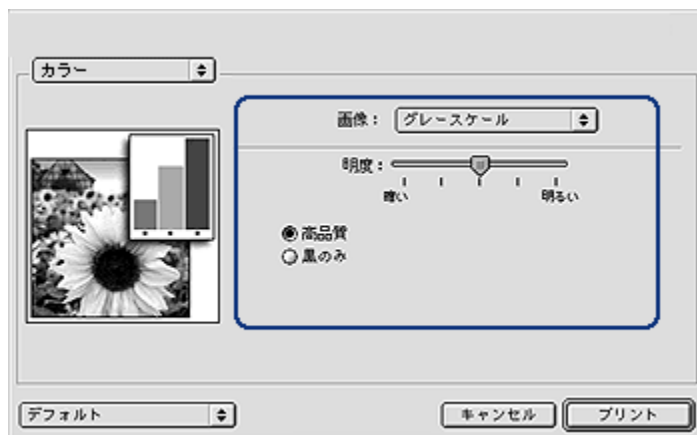 カラー
画像： グレースケール
明度：
暗い 明るい
高品質
黒のみ
デフォルト キャンセル プリント